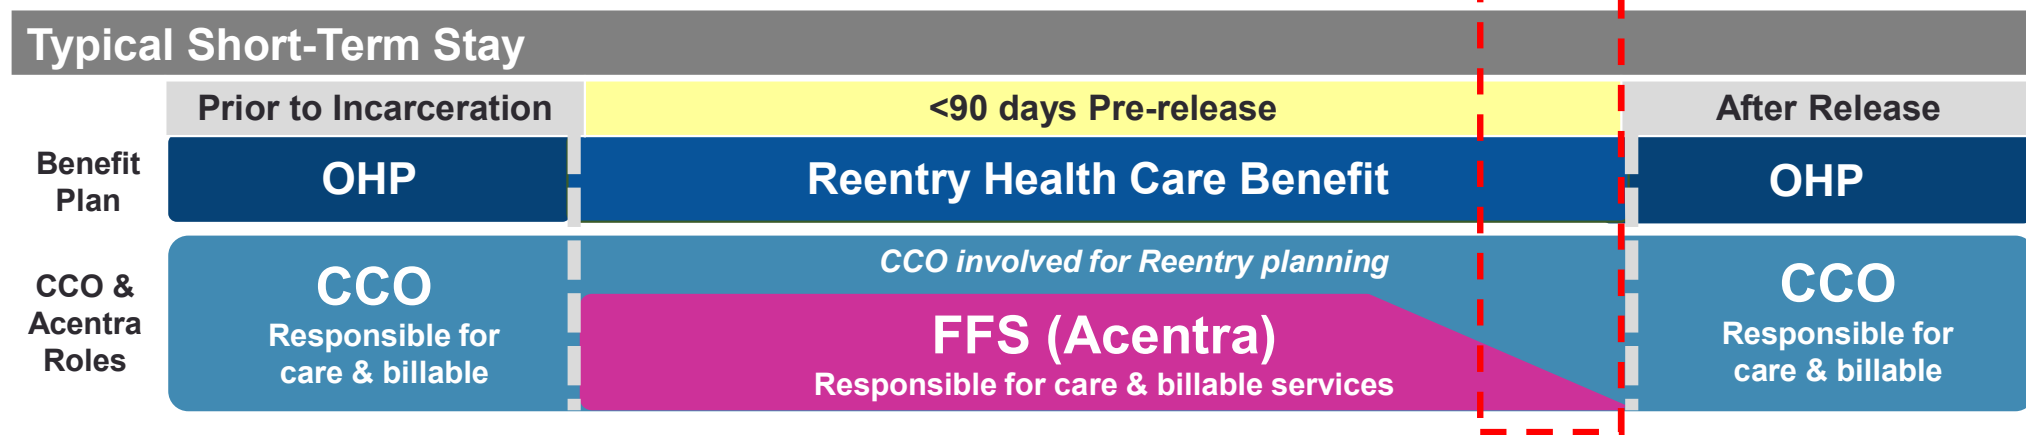 Typical Short-Term Stay
Prior to Incarceration
<90 days Pre-release
After Release
Benefit
Plan
OHP
Reentry Health Care Benefit
OHP
CCO &
Acentra
Roles
CCO
Responsible for
care & billable
CCO involved for Reentry planning
FFS (Acentra)
Responsible for care & billable services
CCO
Responsible for
care & billable